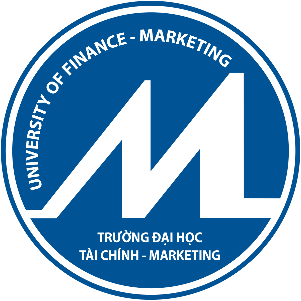 UNIVERSITY OF FINANCE - MARKETING
TRƯỜNG ĐẠI HỌC
TÀI CHÍNH - MARKETING